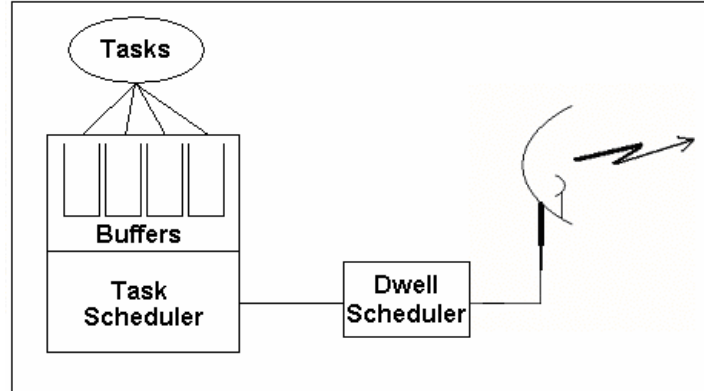 Tasks
Buffers
Task
Scheduler
Dwell
Scheduler